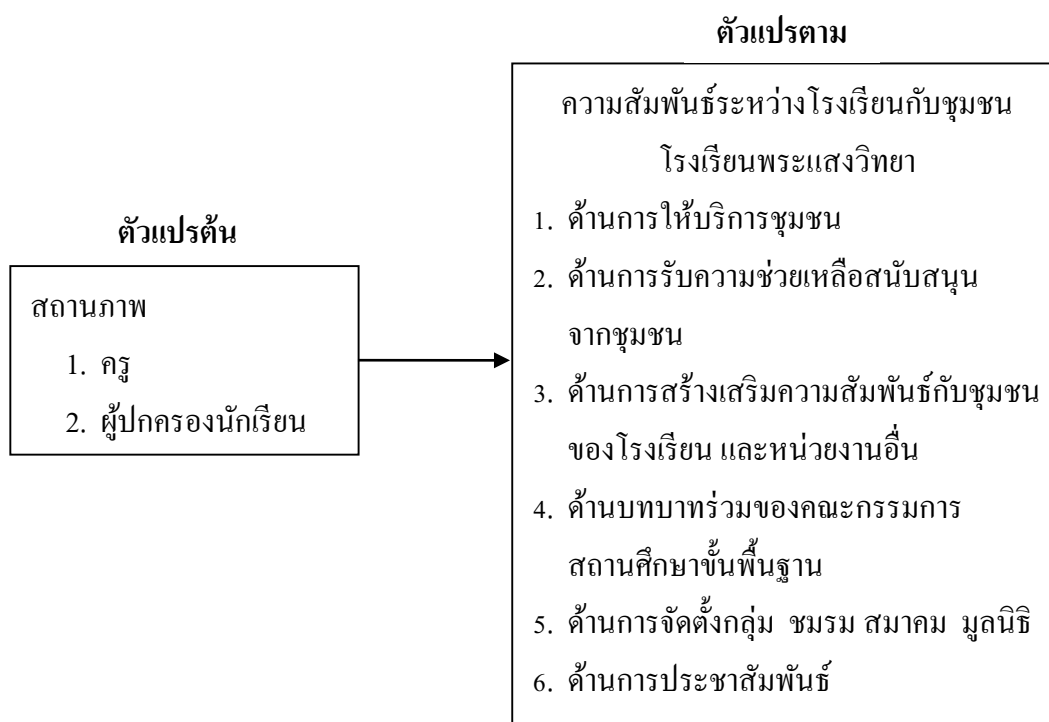 ตัวแปรต้น
สถานภาพ
1. ครู
2. ผู้ปกครองนักเรียน
ตัวแปรตาม
ความสัมพันธ์ระหว่างโรงเรียนกับชุมชน
โรงเรียนพระแสงวิทยา
1. ด้านการให้บริการชุมชน
2. ด้านการรับความช่วยเหลือสนับสนุน
จากชุมชน
3. ด้านการสร้างเสริมความสัมพันธ์กับชุมชน
ของโรงเรียน และหน่วยงานอื่น
4. ด้านบทบาทร่วมของคณะกรรมการ
สถานศึกษาขั้นพื้นฐาน
5. ด้านการจัดตั้งกลุ่ม ชมรม สมาคม มูลนิธิ
6. ด้านการประชาสัมพันธ์